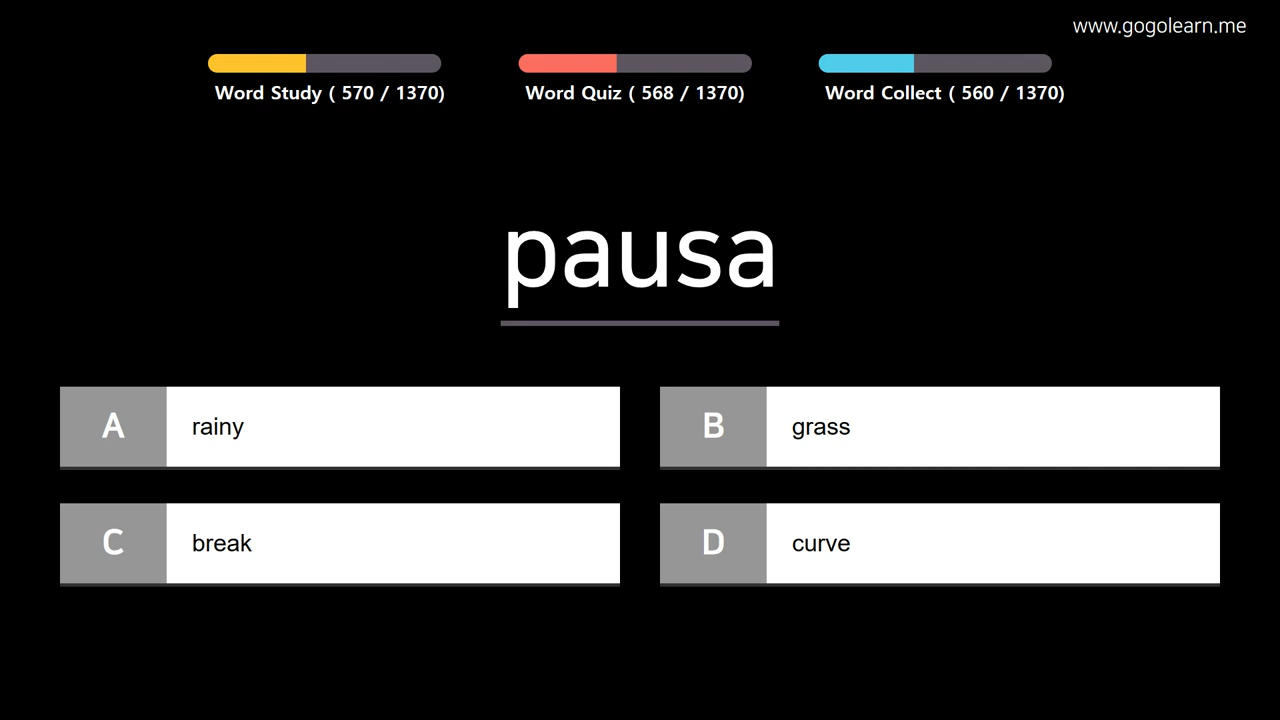 www.gogolearn.me
Word Study ( 570 / 1370)
Word Quiz ( 568 / 1370)
Word Collect ( 560 / 1370)
pausa
A
rainy
B
grass
C
break
D
curve